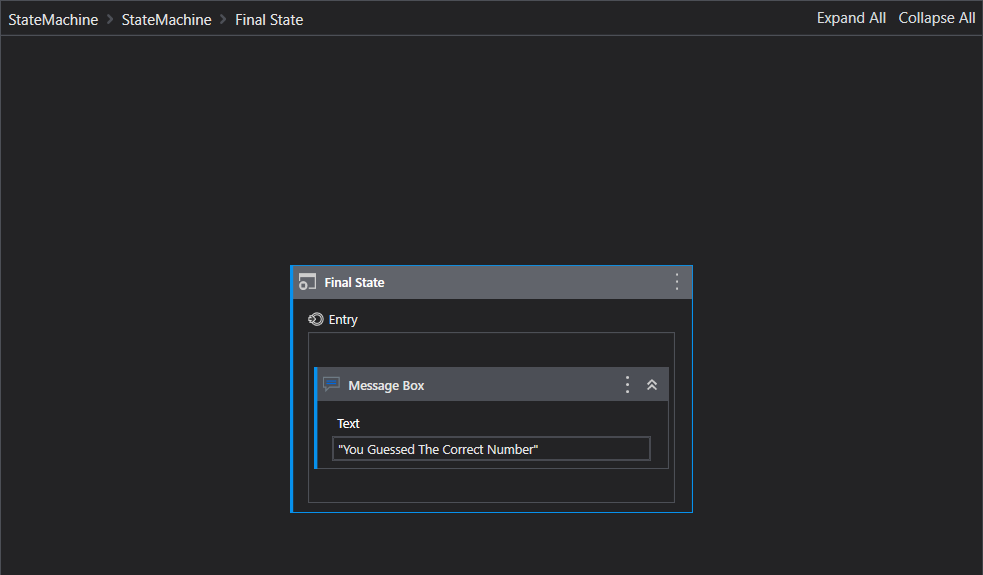 StateMachine > StateMachine > Final State
Expand All Collapse All
Final State
Entry
Message Box
Text
"You Guessed The Correct Number"